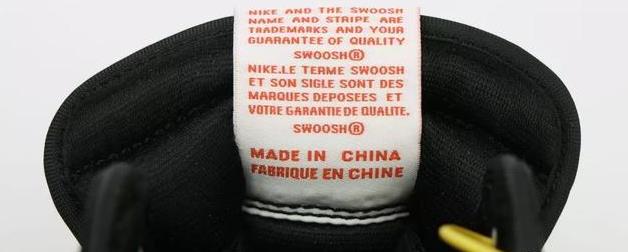 NIKE AND THE SWOOSH
NAME AND STRIPE ARE
TRADEMARKS AND YOUR
GUARANTEE OF QUALITY
SWOOSH®
NIKE.LE TERME SWOOSH
ET SON SIGLE SONT DES
MARQUES DEPOSEES ET
VOTRE GARANTIE DE QUALITE.
SWOOSH®
MADE IN CHINA
FABRIQUE EN CHINE